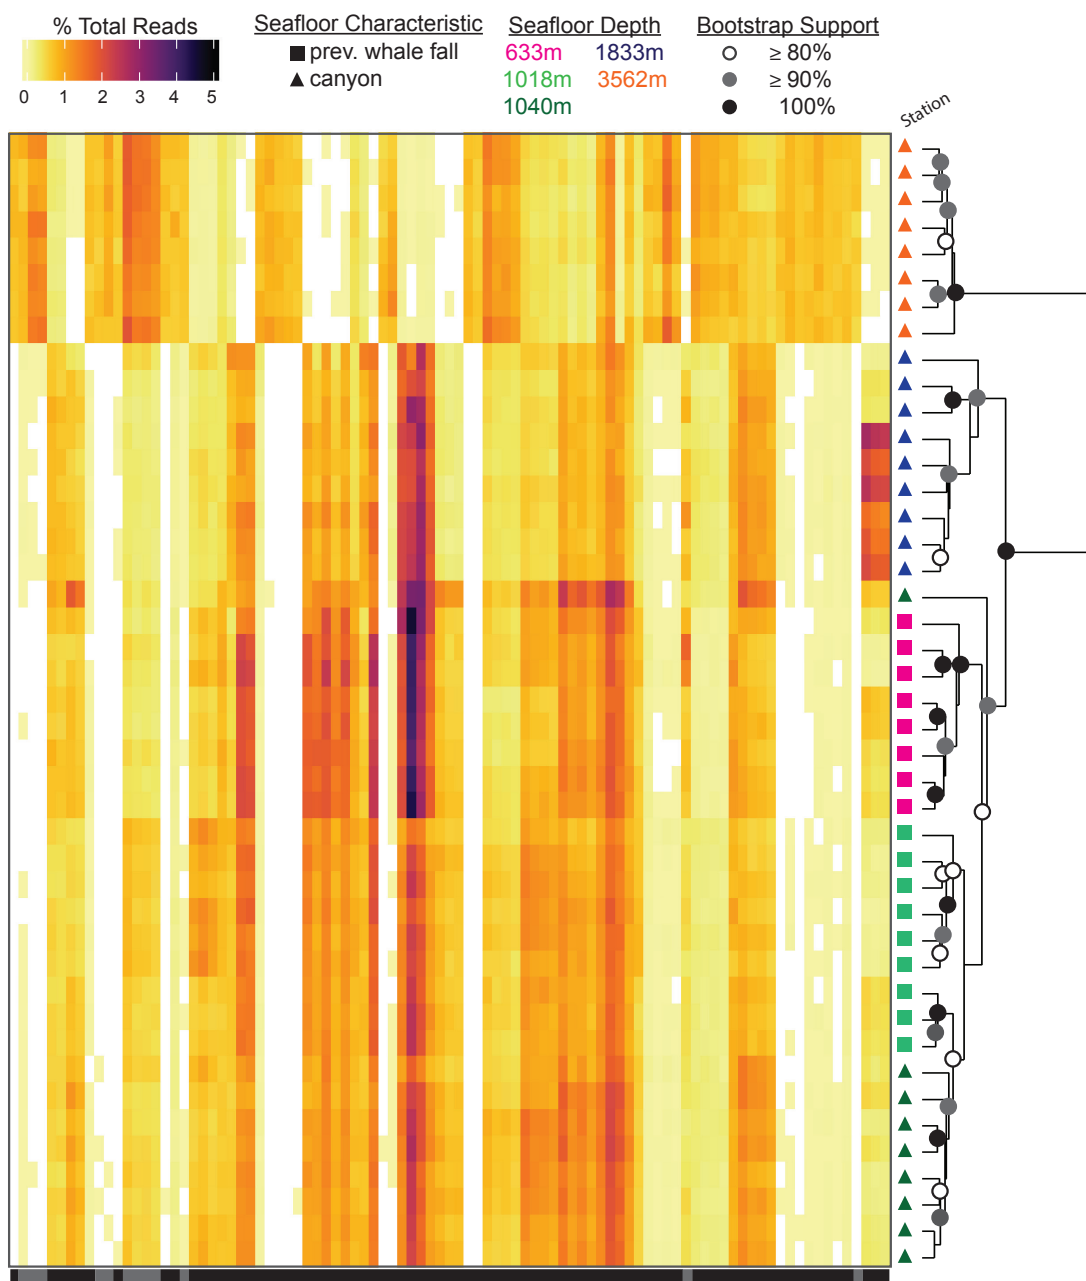 % Total Reads
0 1 2 3 4 5
Seafloor Characteristic
prev. whale fall
canyon
Seafloor Depth
633m 1833m
1018m 3562m
1040m
Bootstrap Support
≥ 80%
≥ 90%
100%
Station